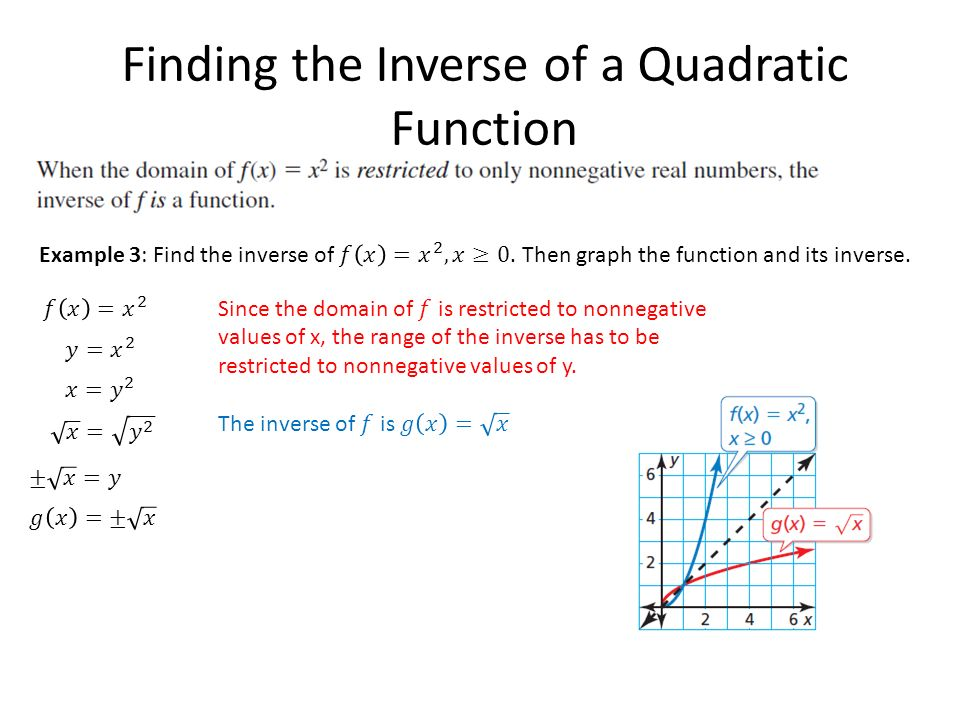 Finding the Inverse of a Quadratic
Function
When the domain of f(x) = x² is restricted to only nonnegative real numbers, the
inverse of f is a function.
Example 3: Find the inverse of f(x) = x², x ≥ 0. Then graph the function and its inverse.
f(x) = x²
y = x²
x = y²
√x = √y²
±√x = y
g(x) = ±√x
Since the domain of f is restricted to nonnegative
values of x, the range of the inverse has to be
restricted to nonnegative values of y.
The inverse of f is g(x) = √x
f(x) = x²,
x ≥ 0
y
6
4
g(x) = √x
2
2 4 6 x